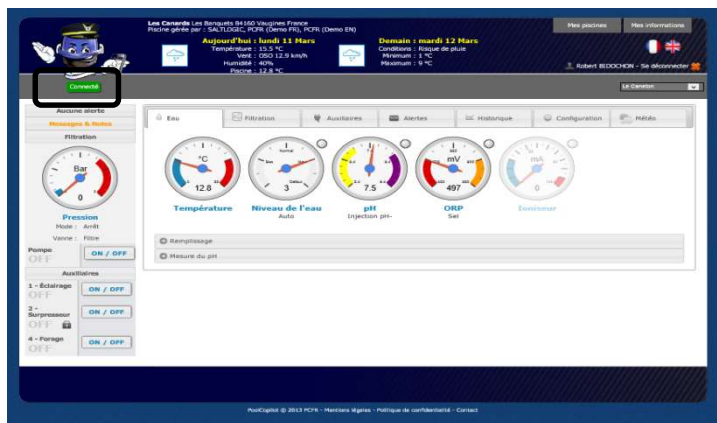 Les Canards Les Banquets 84160 Vaugines France
Piscine gérée par : SALTLOGIC, PCFR (Demo FR), PCFR (Demo EN)
Mes piscines
Mes informations
Aujourd'hui : lundi 11 Mars
Température : 15.5 °C
Vent : OSO 12.9 km/h
Humidité : 40%
Piscine : 12.8 °C
Demain : mardi 12 Mars
Conditions : Risque de pluie
Minimum : 1 °C
Maximum : 9 °C
Robert BIDOCHON - Se déconnecter
Connecté
Aucune alerte
Messages & Notes
Filtration
Bar
0
Pression
Mode : Arrêt
Vanne : Filtre
Pompe
OFF
ON / OFF
Auxiliaires
1 - Éclairage
OFF
ON / OFF
2 -
Surpresseur
OFF
ON / OFF
4 - Forage
OFF
ON / OFF
Eau
Filtration
Auxiliaires
Alertes
Historique
Configuration
Météo
°C
12.8
Température
3
Niveau de l'eau
Auto
7.5
pH
Injection pH-
mV
497
ORP
Sel
mA
0
Ioniseur
Remplissage
Mesure du pH
PoolCopilot @ 2013 PCFR - Mentions légales - Politique de confidentialité - Contact